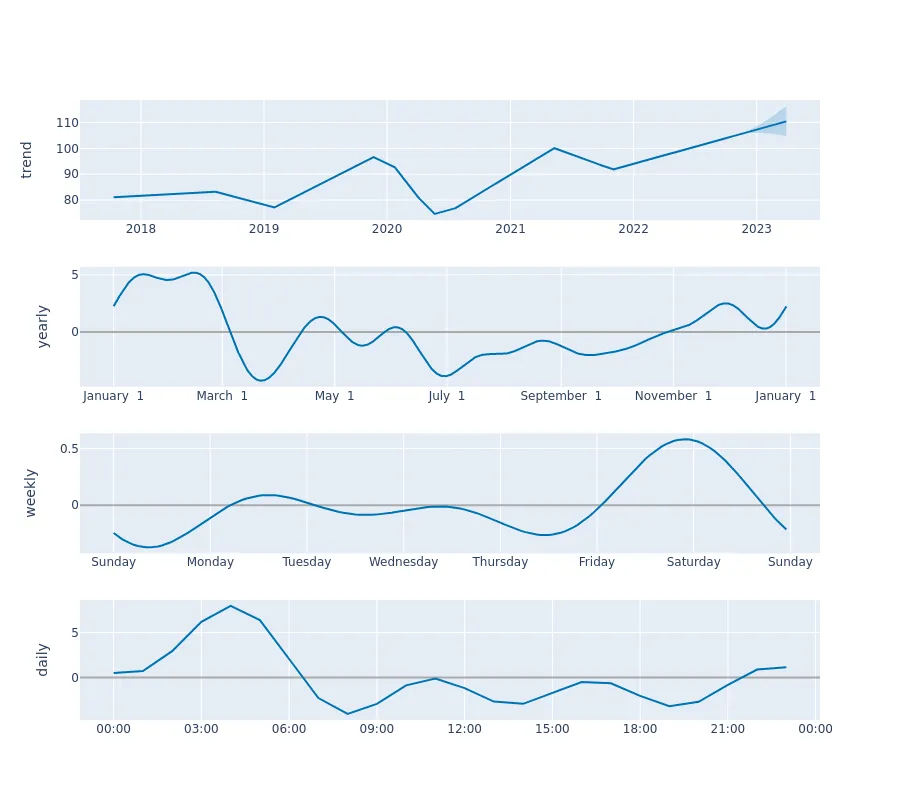 trend
110
100
90
80
2018 2019 2020 2021 2022 2023
yearly
5
0
January 1 March 1 May 1 July 1 September 1 November 1 January 1
weekly
0.5
0
Sunday Monday Tuesday Wednesday Thursday Friday Saturday Sunday
daily
5
0
00:00 03:00 06:00 09:00 12:00 15:00 18:00 21:00 00:00